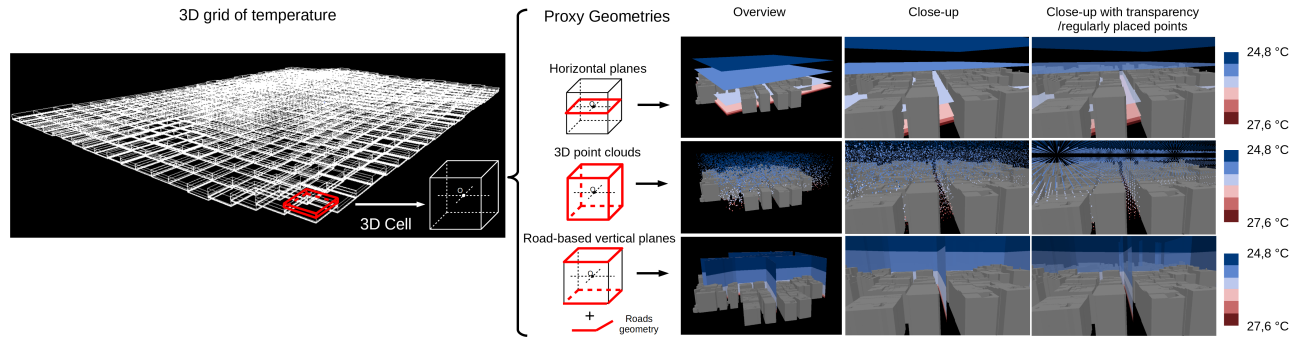 3D grid of temperature
3D Cell
Proxy Geometries
Overview
Close-up
Close-up with transparency
/regularly placed points
Horizontal planes
24,8 °C
27,6 °C
3D point clouds
24,8 °C
27,6 °C
Road-based vertical planes
+
Roads
geometry
24,8 °C
27,6 °C